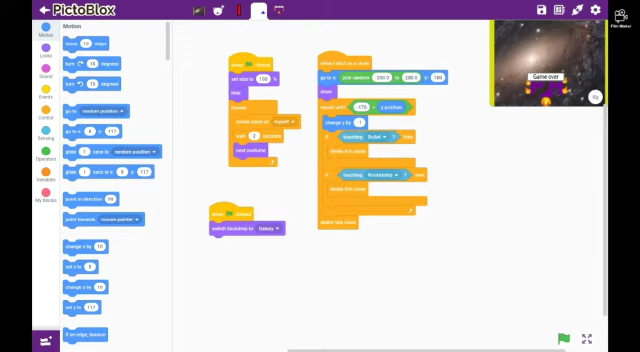 PictoBlox
Film Maker
Motion
Motion
Looks
Sound
Events
Control
Sensing
Operators
Variables
My Blocks
move 10 steps
turn 15 degrees
turn 15 degrees
go to random position
go to x: y: 117
glide 1 secs to random position
glide 1 secs to x: y: 117
point in direction
point towards mouse-pointer
change x by 10
set x to
change y by 10
set y to 117
if on edge, bounce
when clicked
set size to %
hide
forever
create clone of myself
wait 2 seconds
next costume
when clicked
switch backdrop to Galaxy
when I start as a clone
go to x: pick random -200.0 to 200.0 y: 180
show
repeat until -170 y position
change y by -1
if touching Bullet ? then
delete this clone
if touching Rocketship ? then
delete this clone
delete this clone
Game over